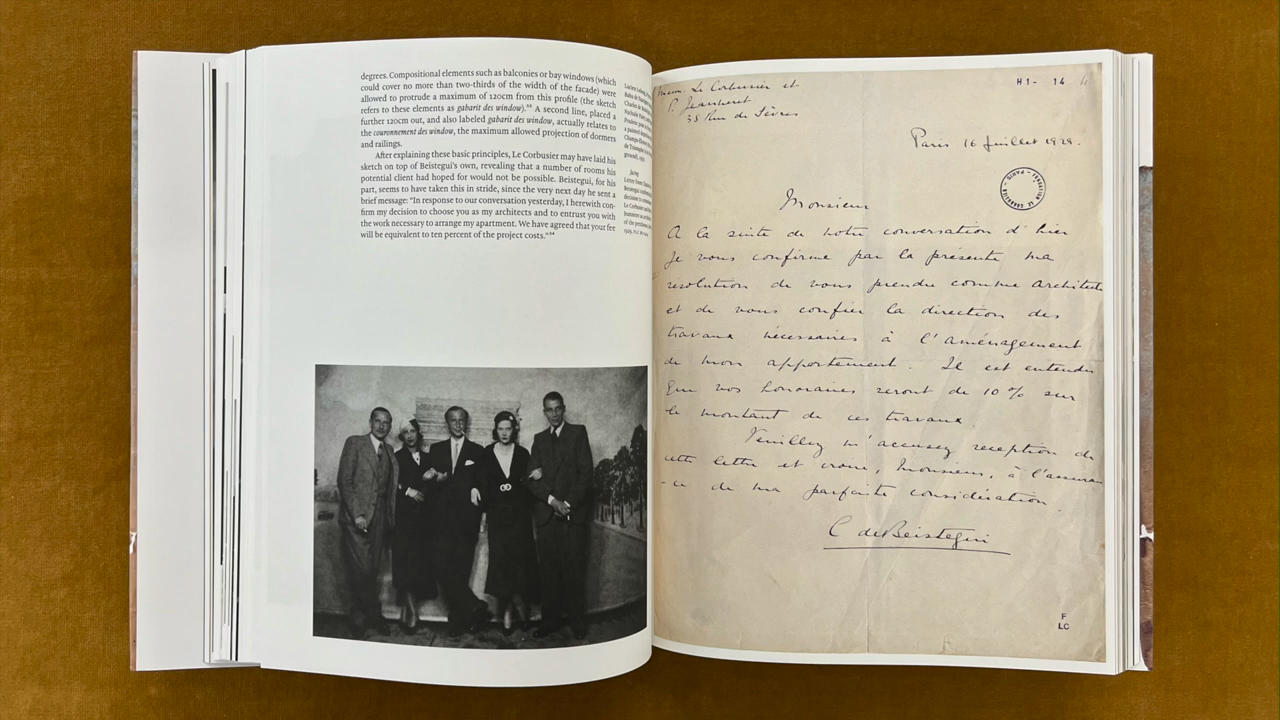 degrees. Compositional elements such as balconies or bay windows (which
could cover no more than two-thirds of the width of the facade) were
allowed to protrude a maximum of 120cm from this profile (the sketch
refers to these elements as gabarit des window).⁵³ A second line, placed a
further 120cm out, and also labeled gabarit des window, actually relates to
the couronnement des window, the maximum allowed projection of dormers
and railings.
After explaining these basic principles, Le Corbusier may have laid his
sketch on top of Beistegui's own, revealing that a number of rooms his
potential client had hoped for would not be possible. Beistegui, for his
part, seems to have taken this in stride, since the very next day he sent a
brief message: "In response to our conversation yesterday, I herewith con-
firm my decision to choose you as my architects and to entrust you with
the work necessary to arrange my apartment. We have agreed that your fee
will be equivalent to ten percent of the project costs."⁵⁴
facing
H1- 14
Le Corbusier et
P. Jeanneret
35 Rue de Sèvres
Paris 16 Juillet 1929.
FONDATION LE CORBUSIER PARIS
Monsieur
A la suite de notre conversation d'hier
je vous confirme par la présente ma
résolution de vous prendre comme architecte
et de vous confier la direction des
travaux nécessaires à l'aménagement
de mon appartement. Il est entendu
que vos honoraires seront de 10% sur
le montant de ces travaux.
Veuillez m'accusez reception de
cette lettre et croire, Monsieur, à l'assuran
-ce de ma parfaite considération.
C de Beistegui
F
LC